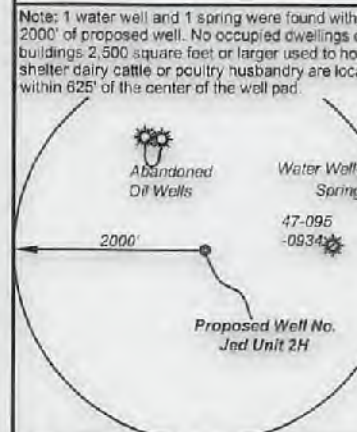 Note: 1 water well and 1 spring were found with
2000' of proposed well. No occupied dwellings
buildings 2,500 square feet or larger used to ho
shelter dairy cattle or poultry husbandry are loca
within 625' of the center of the well pad.
Abandoned
Oil Wells
Water Well
Spring
47-095
-0934
2000'
Proposed Well No.
Jed Unit 2H